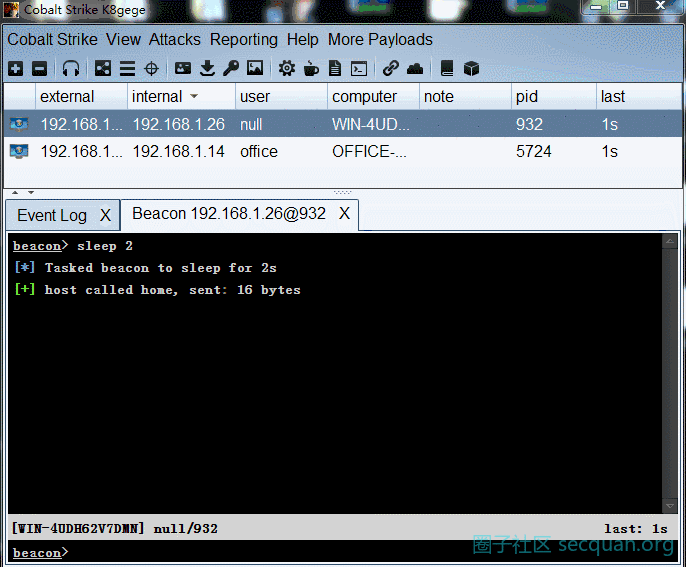 Cobalt Strike K8gege
Cobalt Strike View Attacks Reporting Help More Payloads
external internal user computer note pid last
192.168.1... 192.168.1.26 null WIN-4UD... 932 1s
192.168.1... 192.168.1.14 office OFFICE-... 5724 1s
Event Log X Beacon 192.168.1.26@932 X
beacon> sleep 2
[*] Tasked beacon to sleep for 2s
[+] host called home, sent: 16 bytes
[WIN-4UDH62V7DMN] null/932 last: 1s
beacon>
圈子社区 secquan.org